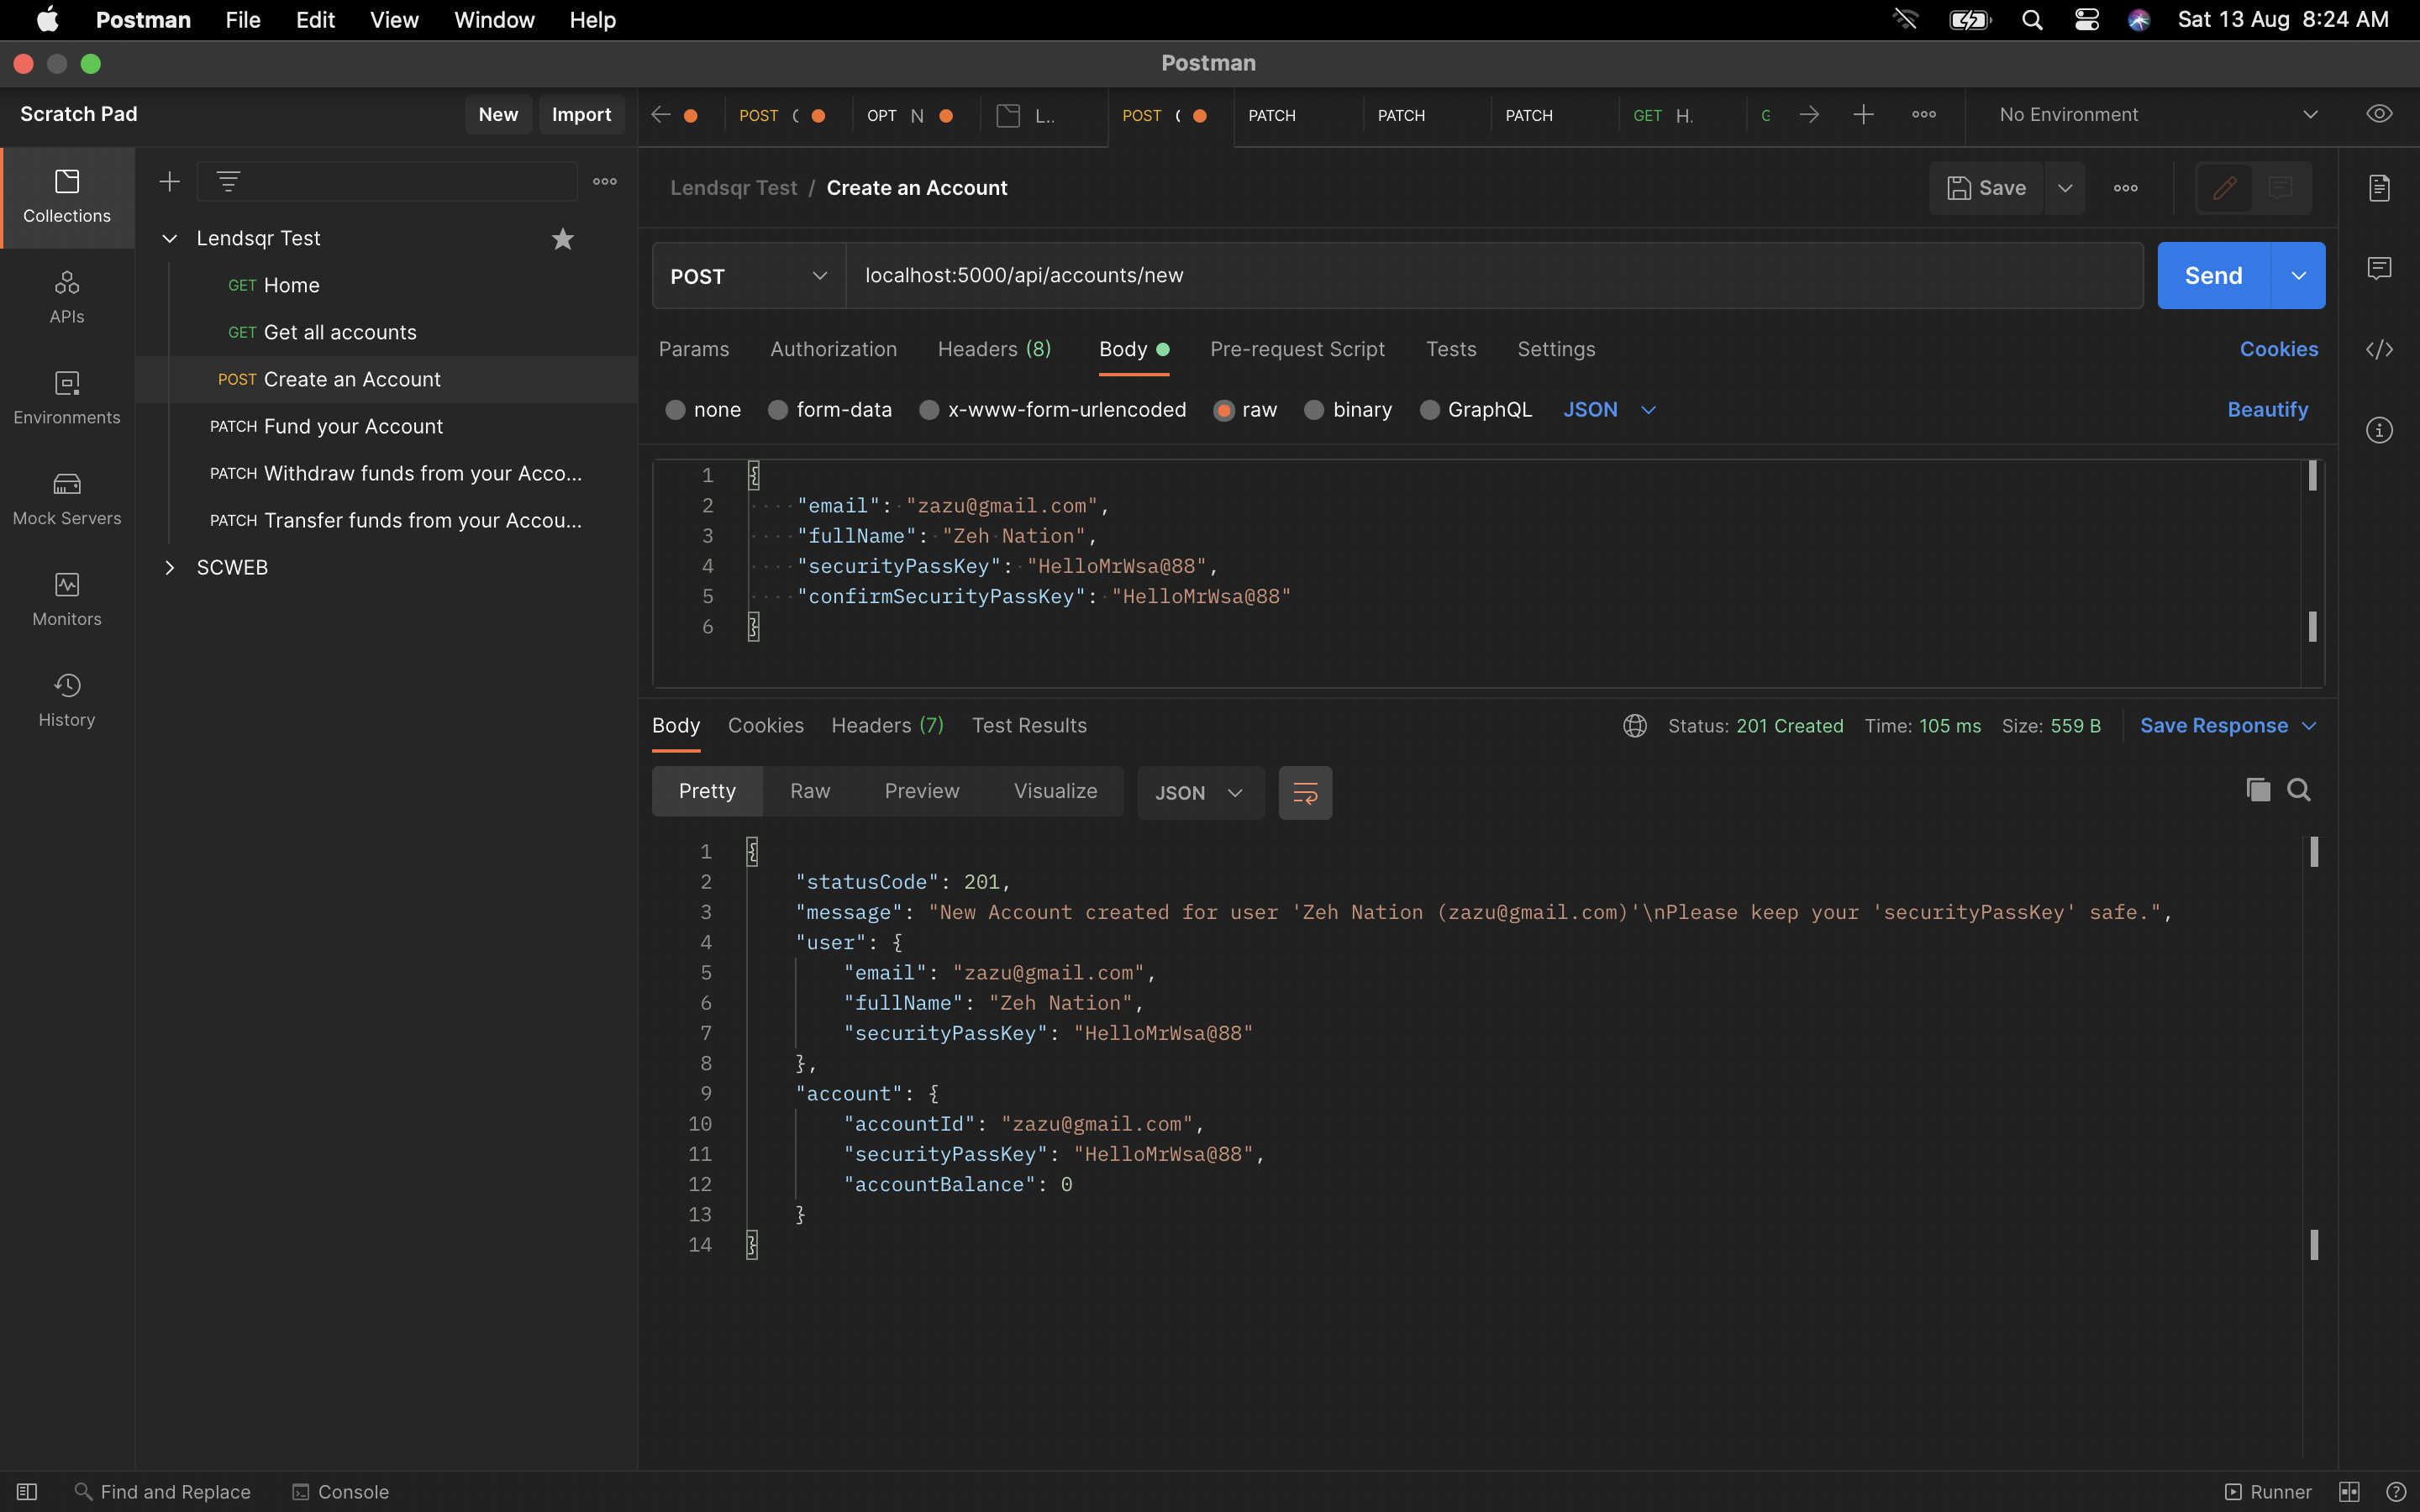 Postman File Edit View Window Help Sat 13 Aug 8:24 AM
Postman
Scratch Pad New Import POST OPT N L.. POST PATCH PATCH PATCH GET H. No Environment
Collections
APIs
Environments
Mock Servers
Monitors
History
Lendsqr Test
GET Home
GET Get all accounts
POST Create an Account
PATCH Fund your Account
PATCH Withdraw funds from your Acco...
PATCH Transfer funds from your Accou...
SCWEB
Lendsqr Test / Create an Account Save
POST localhost:5000/api/accounts/new Send
Params Authorization Headers (8) Body Pre-request Script Tests Settings Cookies
none form-data x-www-form-urlencoded raw binary GraphQL JSON Beautify
1 {
2 "email": "zazu@gmail.com",
3 "fullName": "Zeh Nation",
4 "securityPassKey": "HelloMrWsa@88",
5 "confirmSecurityPassKey": "HelloMrWsa@88"
6 }
Body Cookies Headers (7) Test Results Status: 201 Created Time: 105 ms Size: 559 B Save Response
Pretty Raw Preview Visualize JSON
1 {
2 "statusCode": 201,
3 "message": "New Account created for user 'Zeh Nation (zazu@gmail.com)'\nPlease keep your 'securityPassKey' safe.",
4 "user": {
5 "email": "zazu@gmail.com",
6 "fullName": "Zeh Nation",
7 "securityPassKey": "HelloMrWsa@88"
8 },
9 "account": {
10 "accountId": "zazu@gmail.com",
11 "securityPassKey": "HelloMrWsa@88",
12 "accountBalance": 0
13 }
14 }
Find and Replace Console Runner